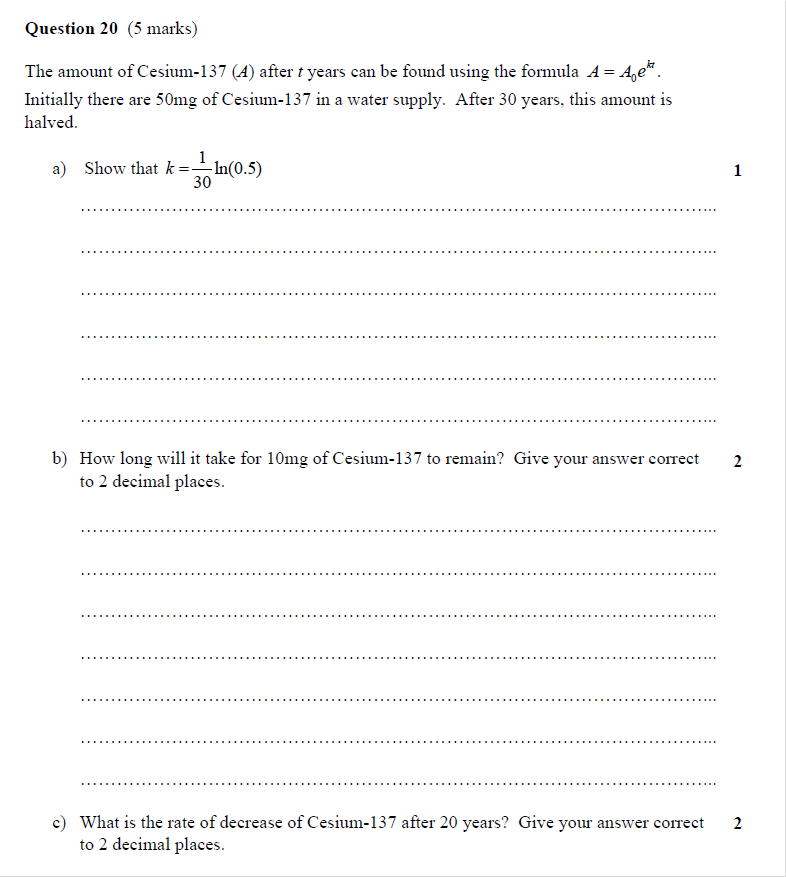 Question 20 (5 marks)
The amount of Cesium-137 (A) after t years can be found using the formula A = A₀eᵏᵗ.
Initially there are 50mg of Cesium-137 in a water supply. After 30 years, this amount is
halved.
a) Show that k = 1/30 ln(0.5) 1
b) How long will it take for 10mg of Cesium-137 to remain? Give your answer correct 2
to 2 decimal places.
c) What is the rate of decrease of Cesium-137 after 20 years? Give your answer correct 2
to 2 decimal places.